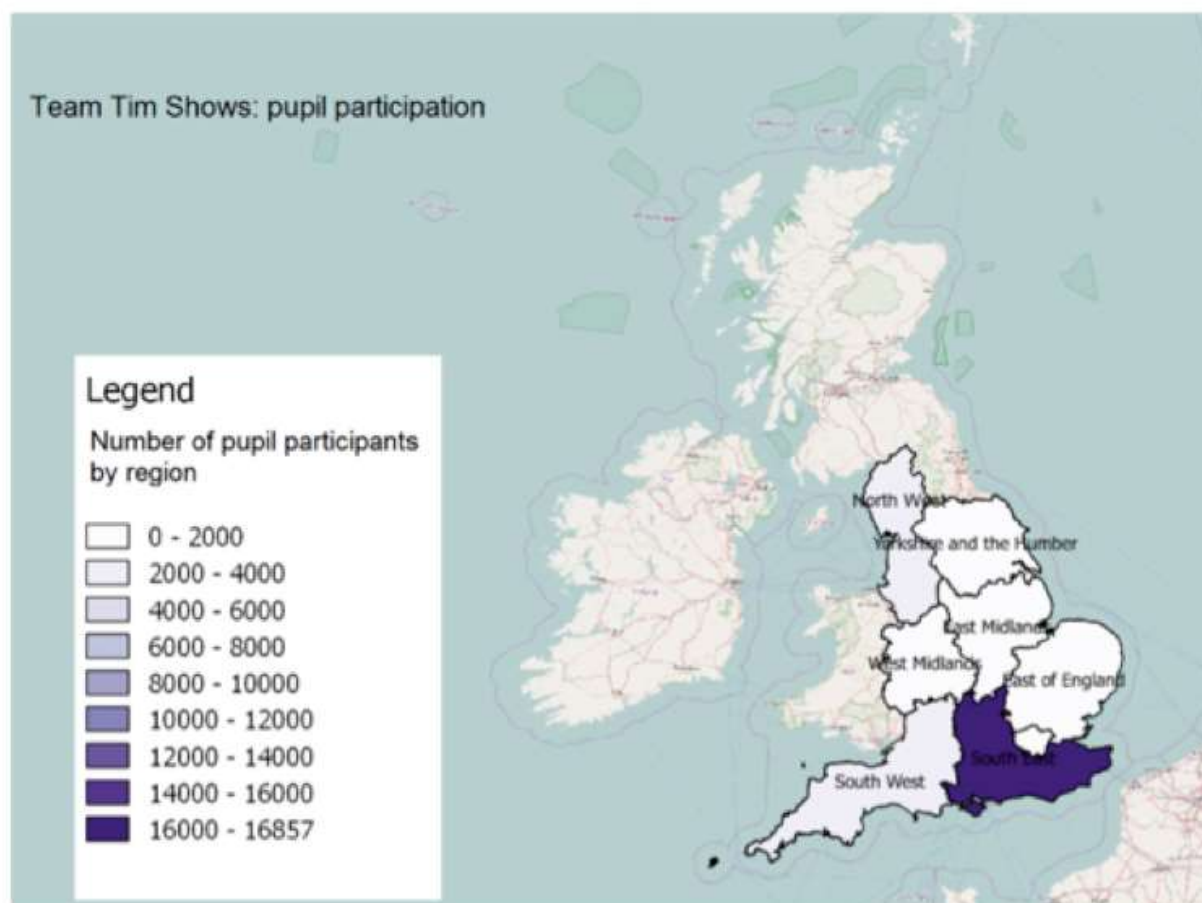 Team Tim Shows: pupil participation
Legend
Number of pupil participants
by region
0 - 2000
2000 - 4000
4000 - 6000
6000 - 8000
8000 - 10000
10000 - 12000
12000 - 14000
14000 - 16000
16000 - 16857
North West
Yorkshire and the Humber
East Midlands
West Midlands
East of England
South East
South West